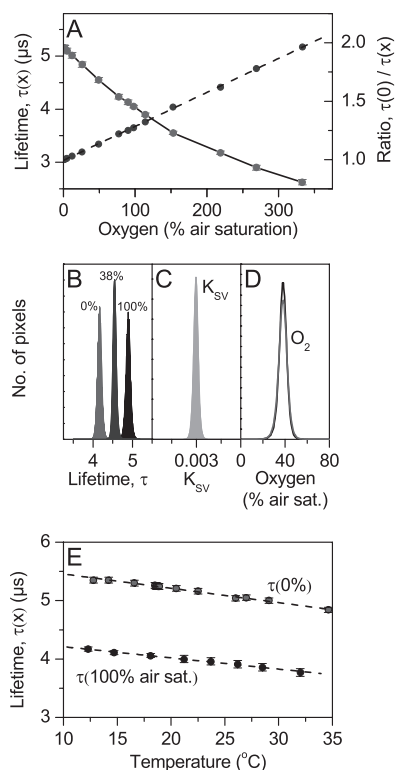 A
5
4
3
Lifetime, τ(x) (μs)
2.0
1.5
1.0
Ratio, τ(0) / τ(x)
0 100 200 300
Oxygen (% air saturation)
B C D
38%
0% 100%
K_SV
O₂
No. of pixels
4 5 0.003 0 40 80
Lifetime, τ K_SV Oxygen
(% air sat.)
E
6
5
4
3
Lifetime, τ(x) (μs)
τ(0%)
τ(100% air sat.)
10 15 20 25 30 35
Temperature (°C)